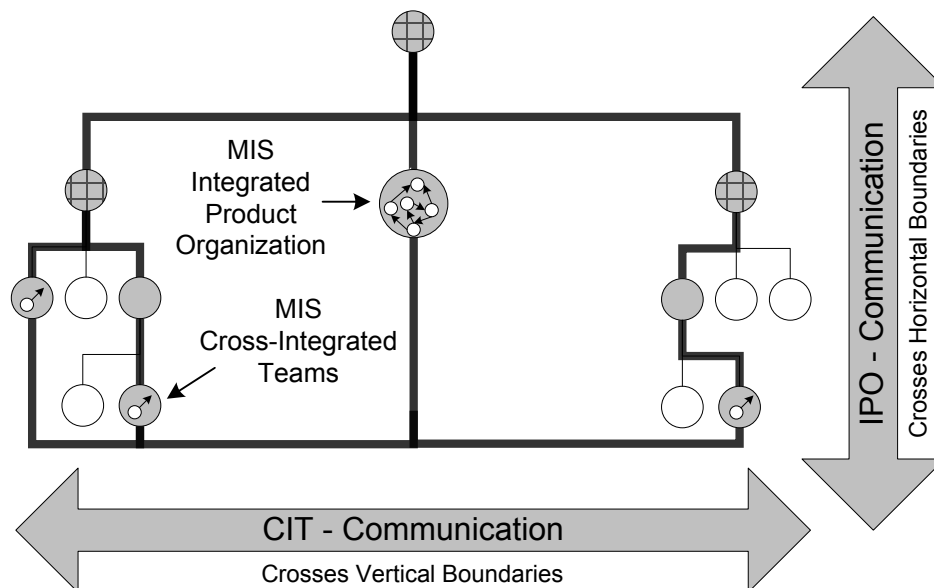 MIS
Integrated
Product
Organization
MIS
Cross-Integrated
Teams
IPO - Communication
Crosses Horizontal Boundaries
CIT - Communication
Crosses Vertical Boundaries